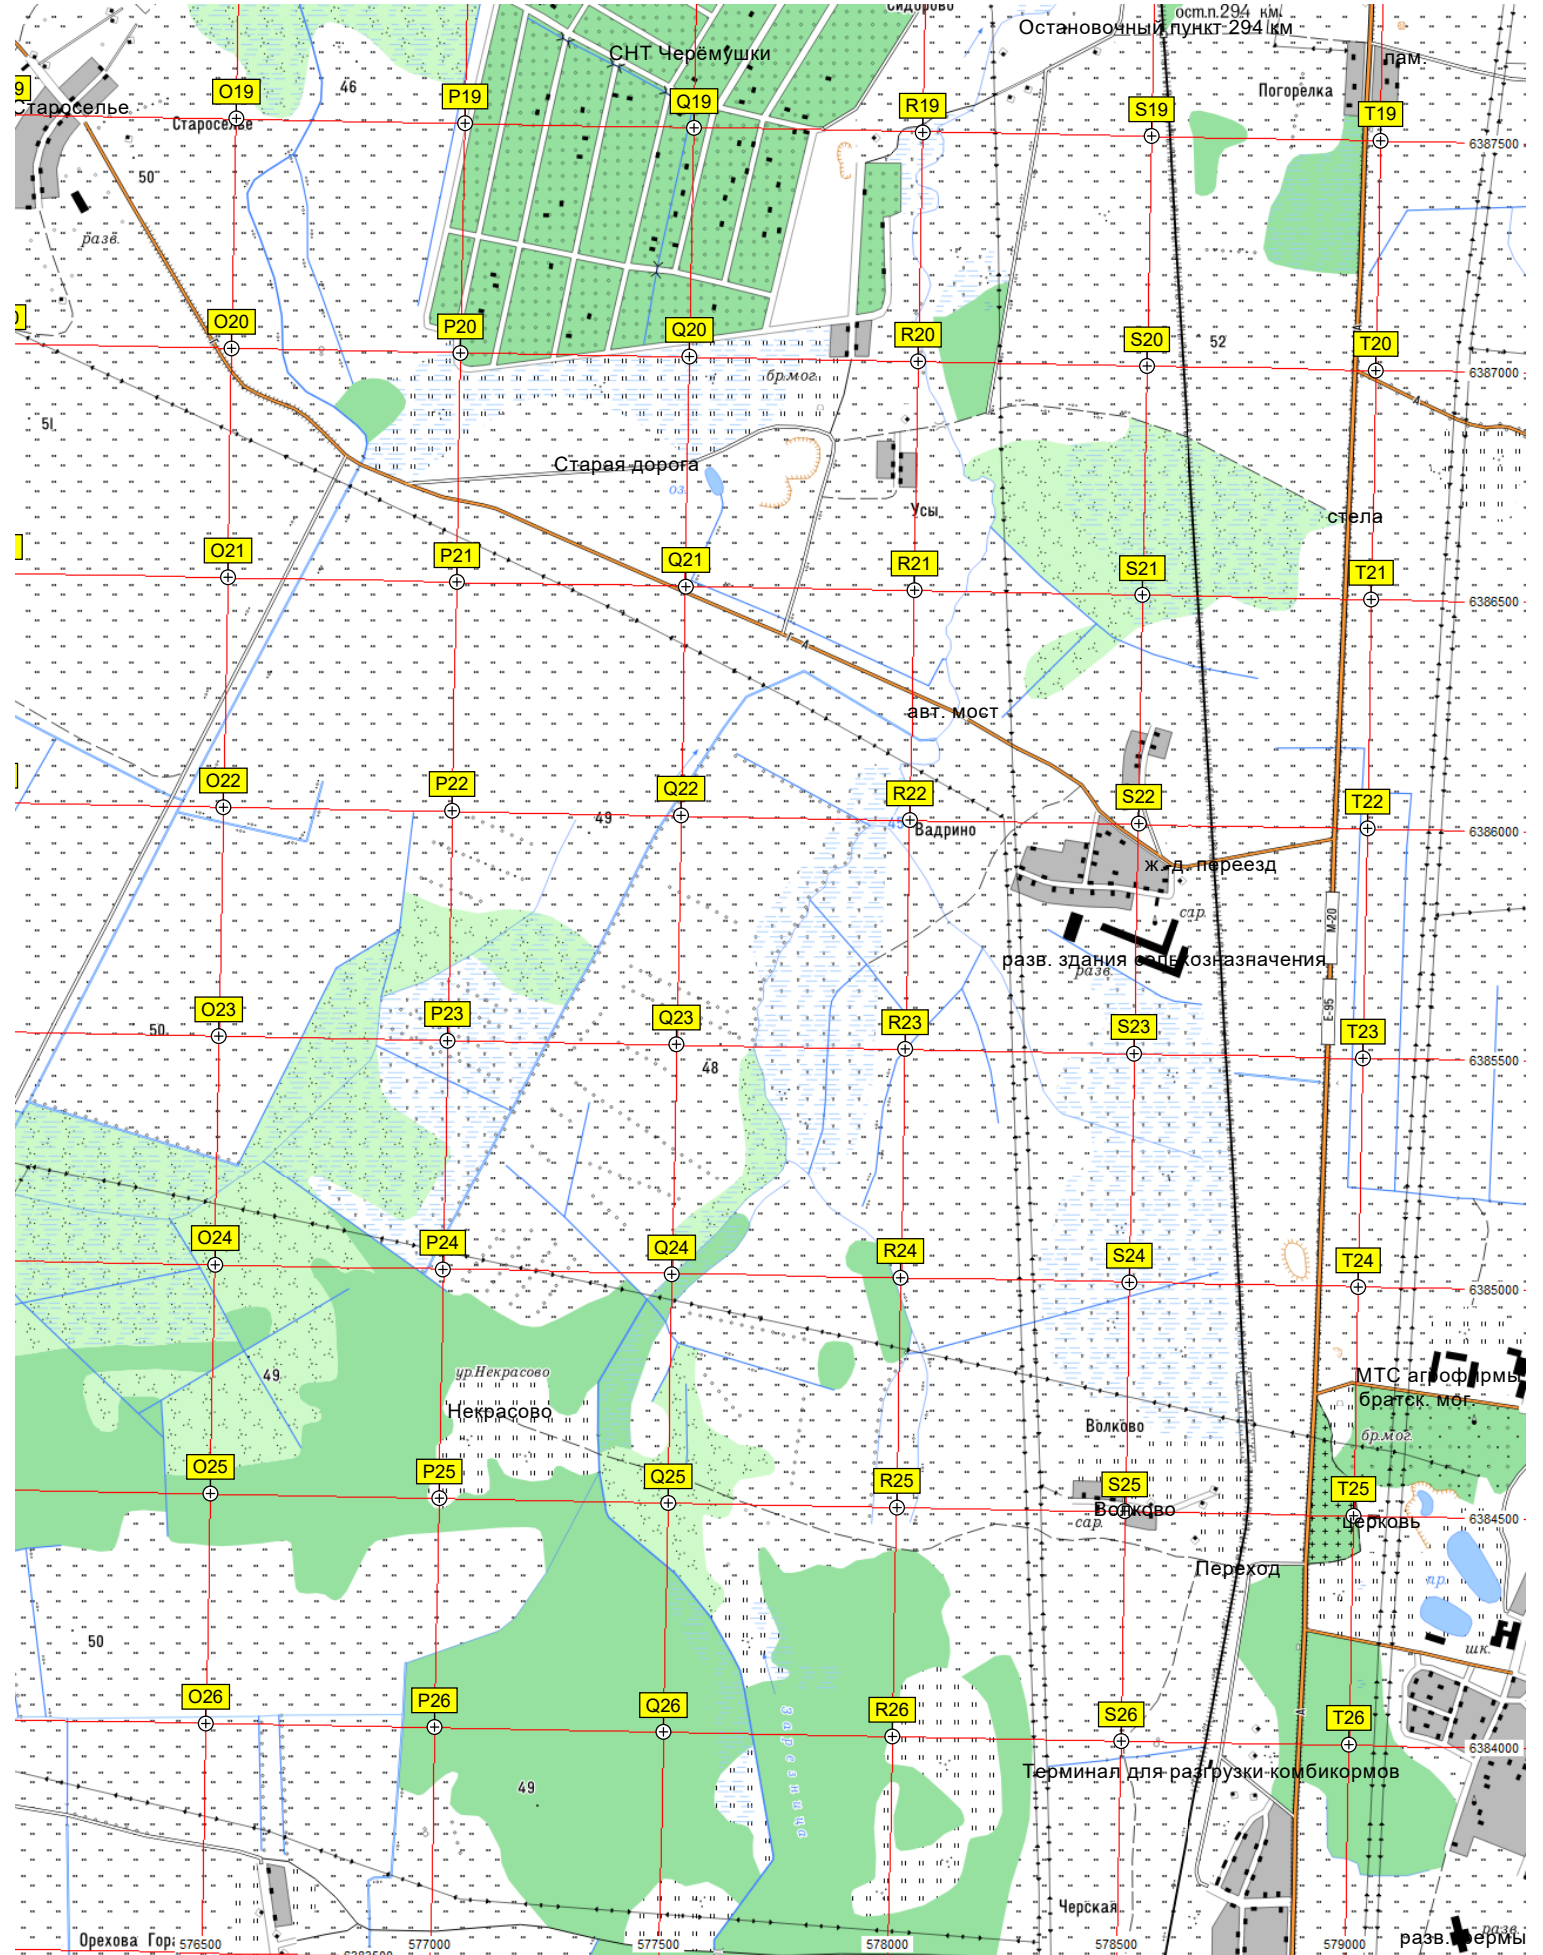 Сидорово
ост.п.294 км.
Остановочный пункт 294 км
СНТ Черёмушки
пам.
46
Погорелка
O19
P19
Q19
R19
S19
T19
9
Староселье
Староселье
6387500
50
разв.
O20
P20
Q20
R20
S20
T20
52
6387000
бр.мог.
51
Старая дорога
оз.
Усы
стела
O21
P21
Q21
R21
S21
T21
6386500
Г-А
авт. мост
O22
P22
Q22
R22
S22
T22
49
Вадрино
6386000
ж.-д. переезд
М-20
сар.
разв. здания сельхозназначения
разв.
Е-95
O23
P23
Q23
R23
S23
T23
50
48
6385500
O24
P24
Q24
R24
S24
T24
6385000
49
ур.Некрасово
МТС агрофирмы
братск. мог.
Некрасово
Волково
бр.мог.
O25
P25
Q25
R25
S25
T25
Волково
сар.
церковь
6384500
Переход
пр.
50
шк.
O26
P26
Q26
R26
S26
T26
А
6384000
Зарезница
Терминал для разгрузки комбикормов
49
Черская
разв.
разв. фермы
Орехова Гора
576500
577000
577500
578000
578500
579000